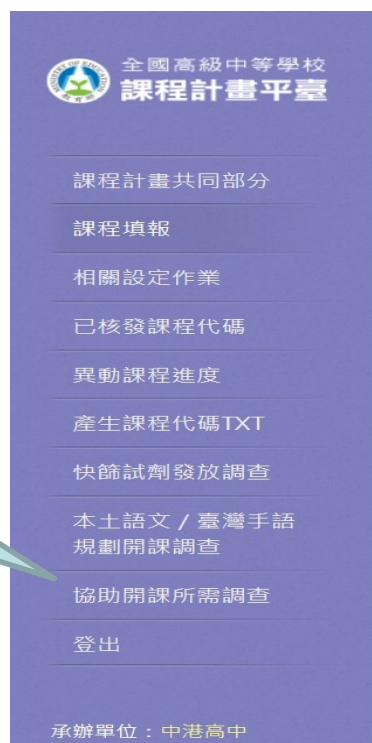 全國高級中等學校
課程計畫平臺
課程計畫共同部分
課程填報
相關設定作業
已核發課程代碼
異動課程進度
產生課程代碼TXT
快篩試劑發放調查
本土語文 / 臺灣手語
規劃開課調查
協助開課所需調查
登出
承辦單位：中港高中